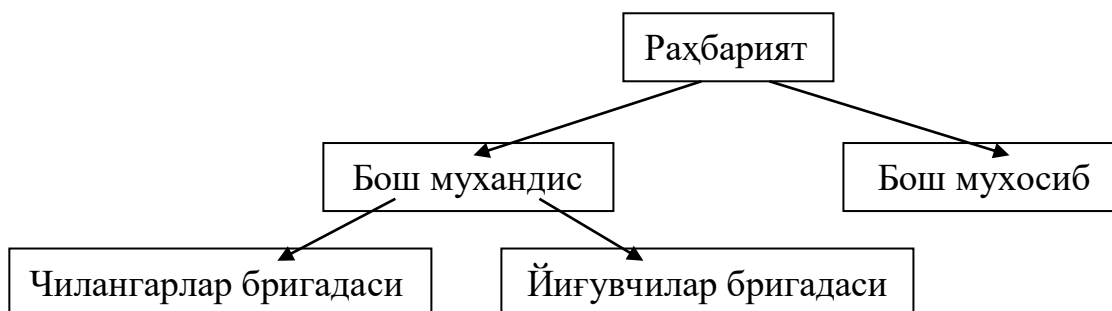 Раҳбарият
Бош мухандис
Бош мухосиб
Чилангарлар бригадаси
Йиғувчилар бригадаси